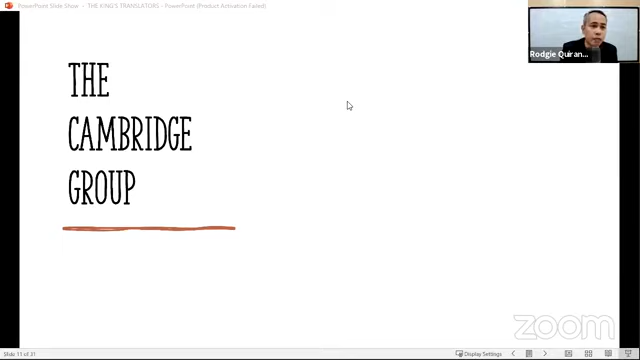 PowerPoint Slide Show - THE KING'S TRANSLATORS - PowerPoint (Product Activation Failed)
Rodgie Quiran...
THE
CAMBRIDGE
GROUP
zoom
Slide 11 of 31
Display Settings